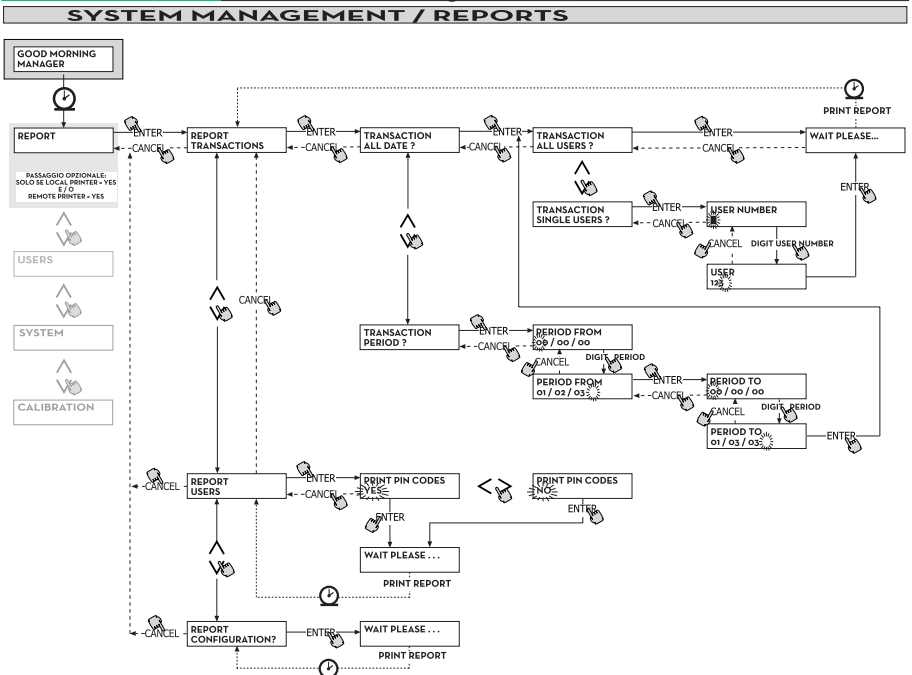 SYSTEM MANAGEMENT / REPORTS
GOOD MORNING
MANAGER
PRINT REPORT
REPORT
ENTER
CANCEL
REPORT
TRANSACTIONS
ENTER
CANCEL
TRANSACTION
ALL DATE ?
ENTER
CANCEL
TRANSACTION
ALL USERS ?
ENTER
CANCEL
WAIT PLEASE...
PASSAGGIO OPZIONALE:
SOLO SE LOCAL PRINTER = YES
E / O
REMOTE PRINTER = YES
ENTER
TRANSACTION
SINGLE USERS ?
ENTER
CANCEL
USER NUMBER
CANCEL
DIGIT USER NUMBER
USERS
USER
123
SYSTEM
CANCEL
TRANSACTION
PERIOD ?
ENTER
CANCEL
PERIOD FROM
00 / 00 / 00
CANCEL
DIGIT PERIOD
PERIOD FROM
01 / 02 / 03
ENTER
CANCEL
PERIOD TO
00 / 00 / 00
CANCEL
DIGIT PERIOD
CALIBRATION
PERIOD TO
01 / 03 / 03
ENTER
CANCEL
REPORT
USERS
ENTER
CANCEL
PRINT PIN CODES
YES
< >
PRINT PIN CODES
NO
ENTER
ENTER
WAIT PLEASE . . .
PRINT REPORT
CANCEL
REPORT
CONFIGURATION?
ENTER
WAIT PLEASE . . .
PRINT REPORT